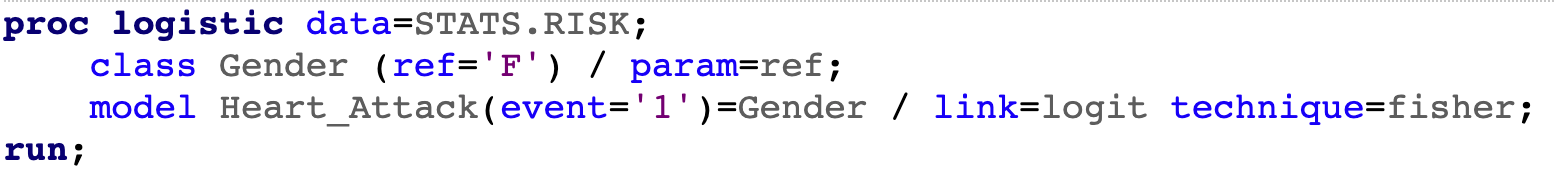 proc logistic data=STATS.RISK;
    class Gender (ref='F') / param=ref;
    model Heart_Attack(event='1')=Gender / link=logit technique=fisher;
run;